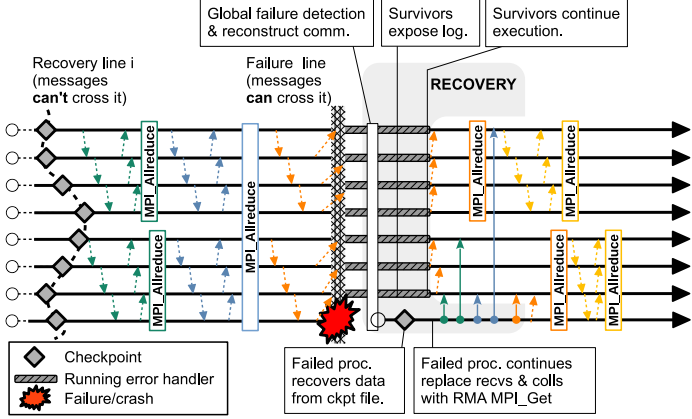 Global failure detection
& reconstruct comm.
Survivors
expose log.
Survivors continue
execution.
Recovery line i
(messages
can't cross it)
Failure line
(messages
can cross it)
RECOVERY
MPI_Allreduce
MPI_Allreduce
MPI_Allreduce
MPI_Allreduce
MPI_Allreduce
MPI_Allreduce
MPI_Allreduce
Checkpoint
Running error handler
Failure/crash
Failed proc.
recovers data
from ckpt file.
Failed proc. continues
replace recvs & colls
with RMA MPI_Get